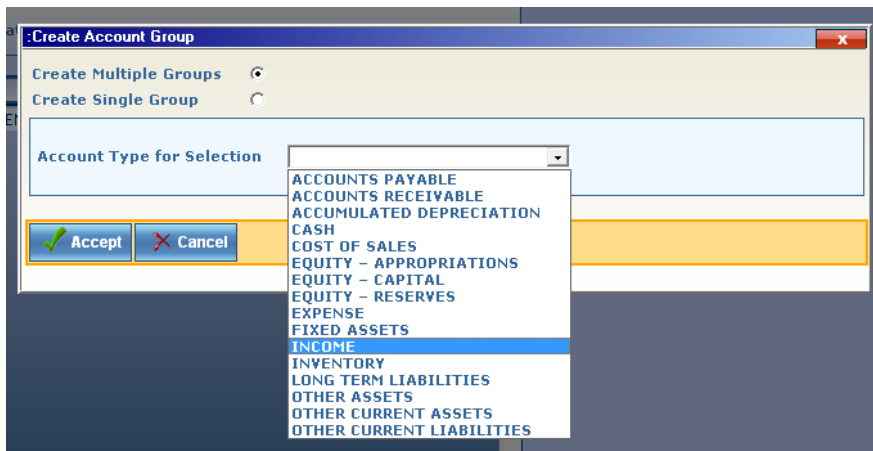 :Create Account Group
x
Create Multiple Groups
Create Single Group
Account Type for Selection
ACCOUNTS PAYABLE
ACCOUNTS RECEIVABLE
ACCUMULATED DEPRECIATION
CASH
COST OF SALES
EQUITY - APPROPRIATIONS
EQUITY - CAPITAL
EQUITY - RESERVES
EXPENSE
FIXED ASSETS
INCOME
INVENTORY
LONG TERM LIABILITIES
OTHER ASSETS
OTHER CURRENT ASSETS
OTHER CURRENT LIABILITIES
Accept Cancel